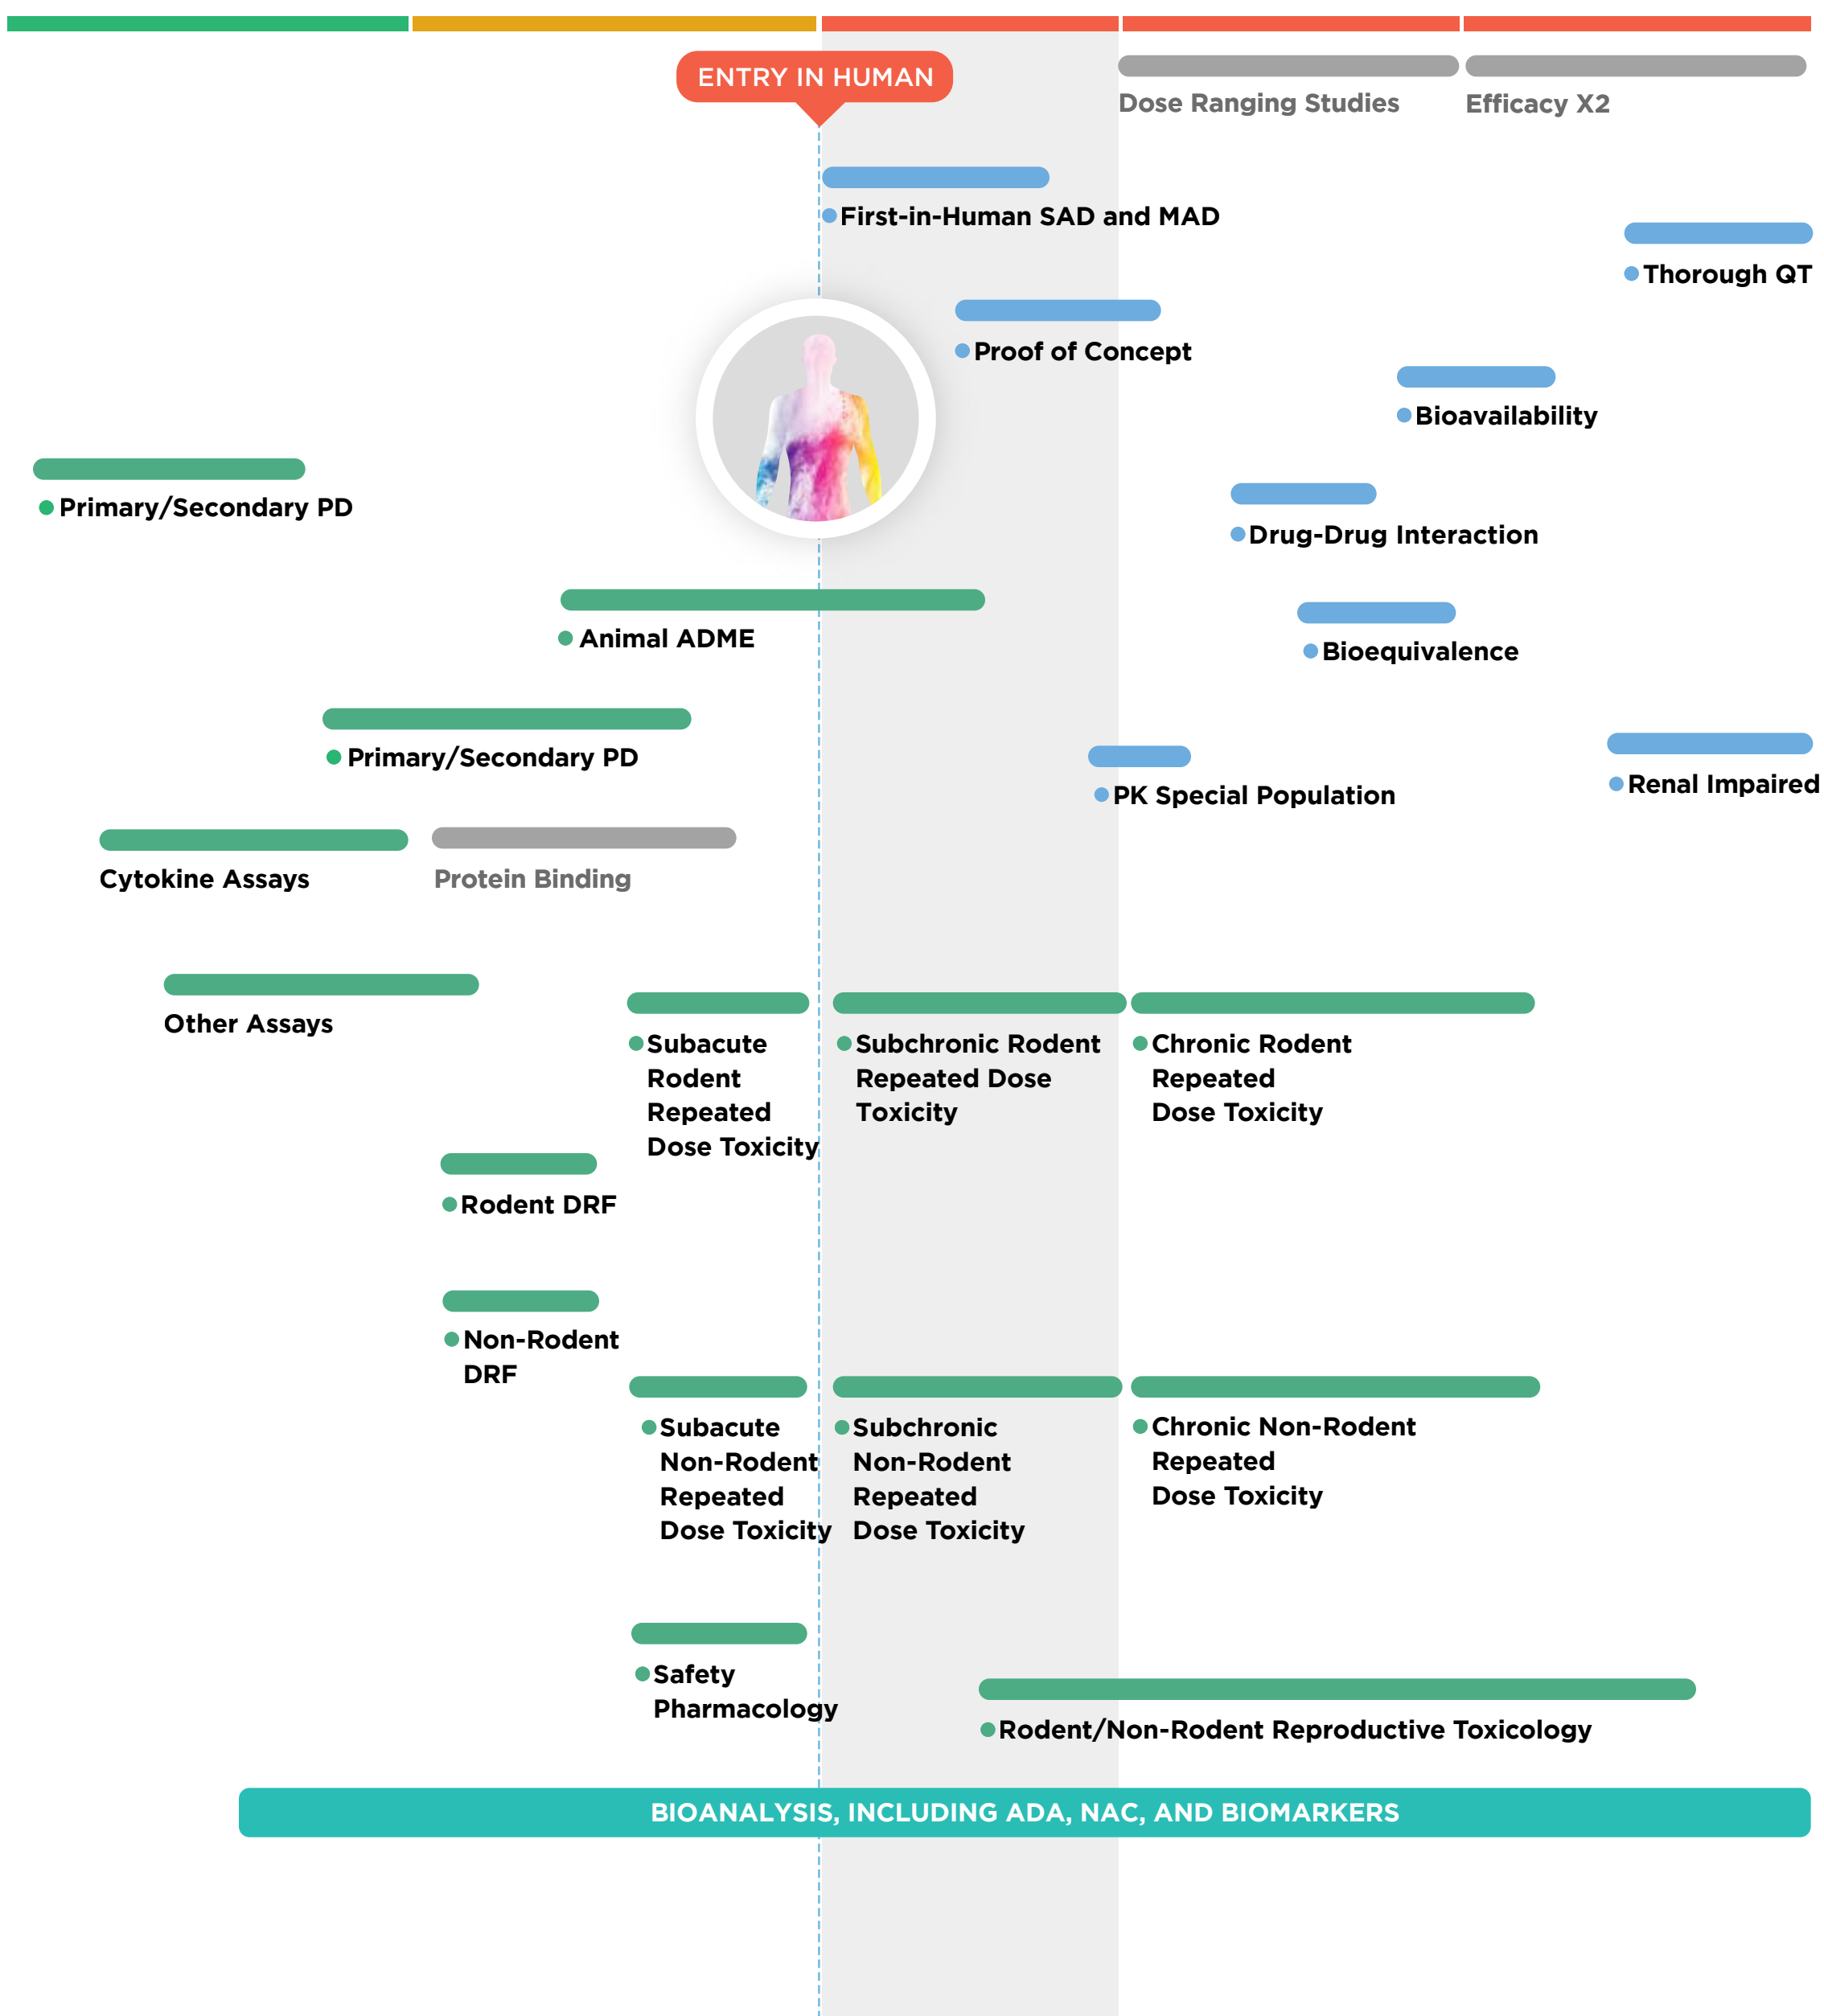 ENTRY IN HUMAN
Dose Ranging Studies
Efficacy X2
First-in-Human SAD and MAD
Thorough QT
Proof of Concept
Bioavailability
Primary/Secondary PD
Drug-Drug Interaction
Animal ADME
Bioequivalence
Primary/Secondary PD
PK Special Population
Renal Impaired
Cytokine Assays
Protein Binding
Other Assays
Subacute
Rodent
Repeated
Dose Toxicity
Subchronic Rodent
Repeated Dose
Toxicity
Chronic Rodent
Repeated
Dose Toxicity
Rodent DRF
Non-Rodent
DRF
Subacute
Non-Rodent
Repeated
Dose Toxicity
Subchronic
Non-Rodent
Repeated
Dose Toxicity
Chronic Non-Rodent
Repeated
Dose Toxicity
Safety
Pharmacology
Rodent/Non-Rodent Reproductive Toxicology
BIOANALYSIS, INCLUDING ADA, NAC, AND BIOMARKERS